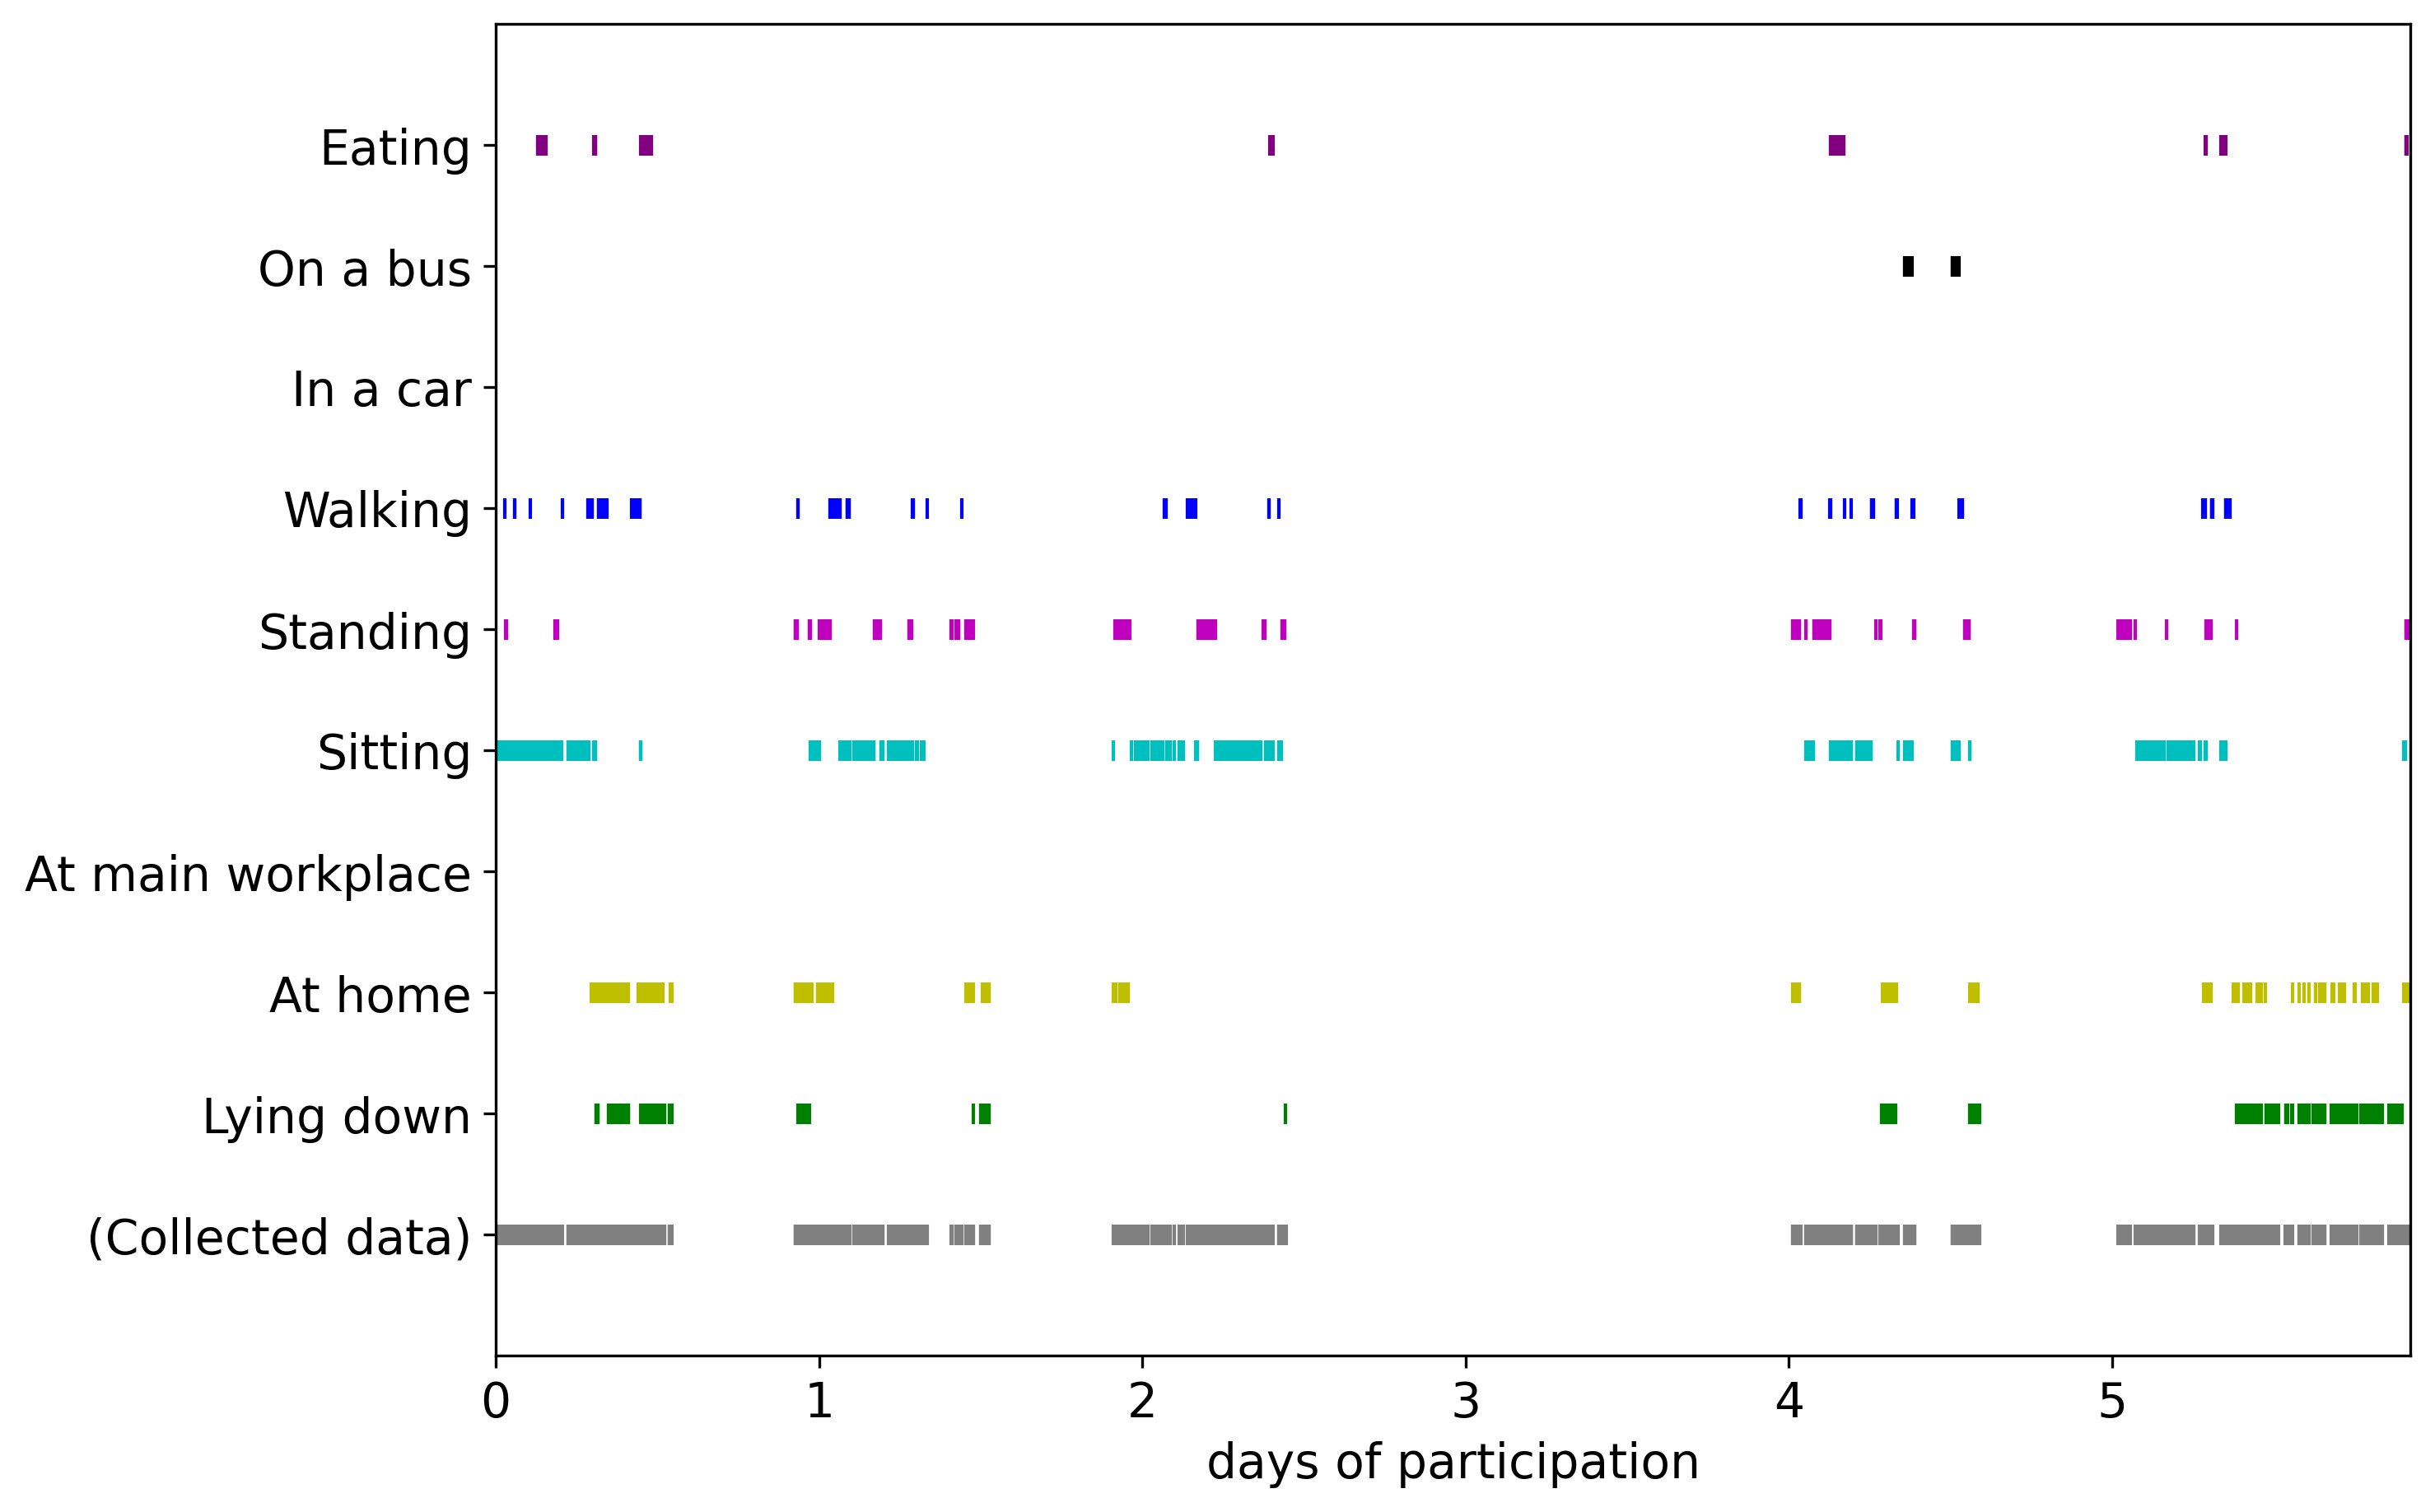 Eating
On a bus
In a car
Walking
Standing
Sitting
At main workplace
At home
Lying down
(Collected data)
0 1 2 3 4 5
days of participation